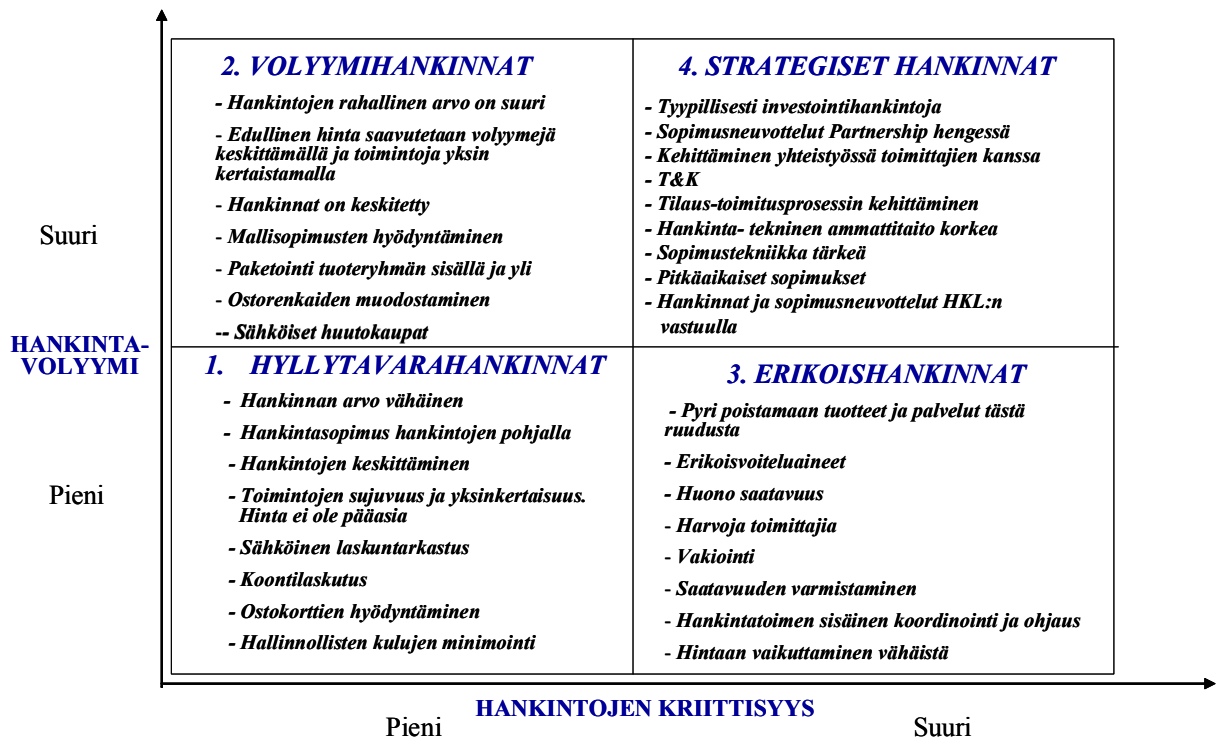 2. VOLYYMIHANKINNAT
- Hankintojen rahallinen arvo on suuri
- Edullinen hinta saavutetaan volyymejä
keskittämällä ja toimintoja yksin
kertaistamalla
- Hankinnat on keskitetty
- Mallisopimusten hyödyntäminen
- Paketointi tuoteryhmän sisällä ja yli
- Ostorenkaiden muodostaminen
-- Sähköiset huutokaupat
4. STRATEGISET HANKINNAT
- Tyypillisesti investointihankintoja
- Sopimusneuvottelut Partnership hengessä
- Kehittäminen yhteistyössä toimittajien kanssa
- T&K
- Tilaus-toimitusprosessin kehittäminen
- Hankinta- tekninen ammattitaito korkea
- Sopimustekniikka tärkeä
- Pitkäaikaiset sopimukset
- Hankinnat ja sopimusneuvottelut HKL:n
vastuulla
Suuri
HANKINTA-
VOLYYMI
Pieni
1. HYLLYTAVARAHANKINNAT
- Hankinnan arvo vähäinen
- Hankintasopimus hankintojen pohjalla
- Hankintojen keskittäminen
- Toimintojen sujuvuus ja yksinkertaisuus.
Hinta ei ole pääasia
- Sähköinen laskuntarkastus
- Koontilaskutus
- Ostokorttien hyödyntäminen
- Hallinnollisten kulujen minimointi
3. ERIKOISHANKINNAT
- Pyri poistamaan tuotteet ja palvelut tästä
ruudusta
- Erikoisvoiteluaineet
- Huono saatavuus
- Harvoja toimittajia
- Vakiointi
- Saatavuuden varmistaminen
- Hankintatoimen sisäinen koordinointi ja ohjaus
- Hintaan vaikuttaminen vähäistä
HANKINTOJEN KRIITTISYYS
Pieni
Suuri